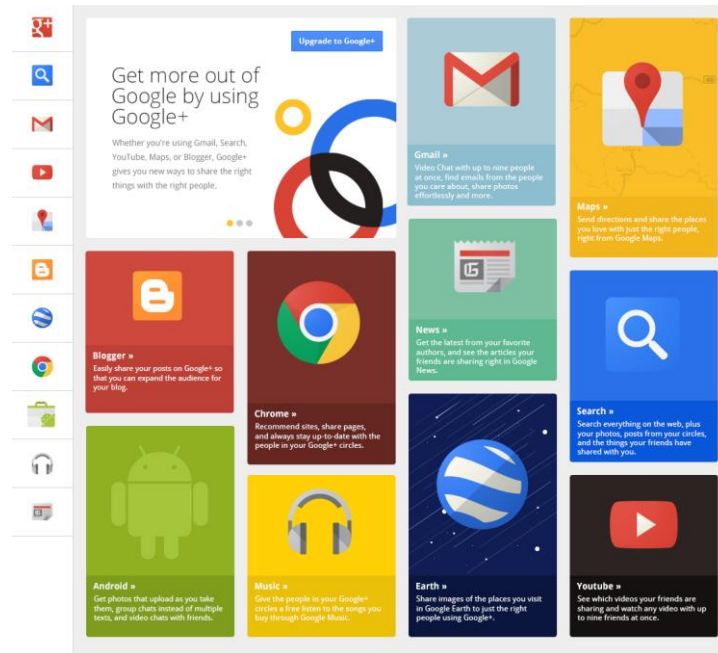 g+
Upgrade to Google+
Get more out of
Google by using
Google+
Whether you're using Gmail, Search,
YouTube, Maps, or Blogger, Google+
gives you new ways to share the right
things with the right people.
Gmail »
Video Chat with up to nine people
at once, find emails from the people
you care about, share photos
effortlessly and more.
Maps »
Send directions and share the places
you love with just the right people,
right from Google Maps.
Blogger »
Easily share your posts on Google+ so
that you can expand the audience for
your blog.
Chrome »
Recommend sites, share pages,
and always stay up-to-date with the
people in your Google+ circles.
G
News »
Get the latest from your favorite
authors, and see the articles your
friends are sharing right in Google
News.
Search »
Search everything on the web, plus
your photos, posts from your circles,
and the things your friends have
shared with you.
Android »
Get photos that upload as you take
them, group chats instead of multiple
texts, and video chats with friends.
Music »
Give the people in your Google+
circles a free listen to the songs you
buy through Google Music.
Earth »
Share images of the places you visit
in Google Earth to just the right
people using Google+.
Youtube »
See which videos your friends are
sharing and watch any video with up
to nine friends at once.